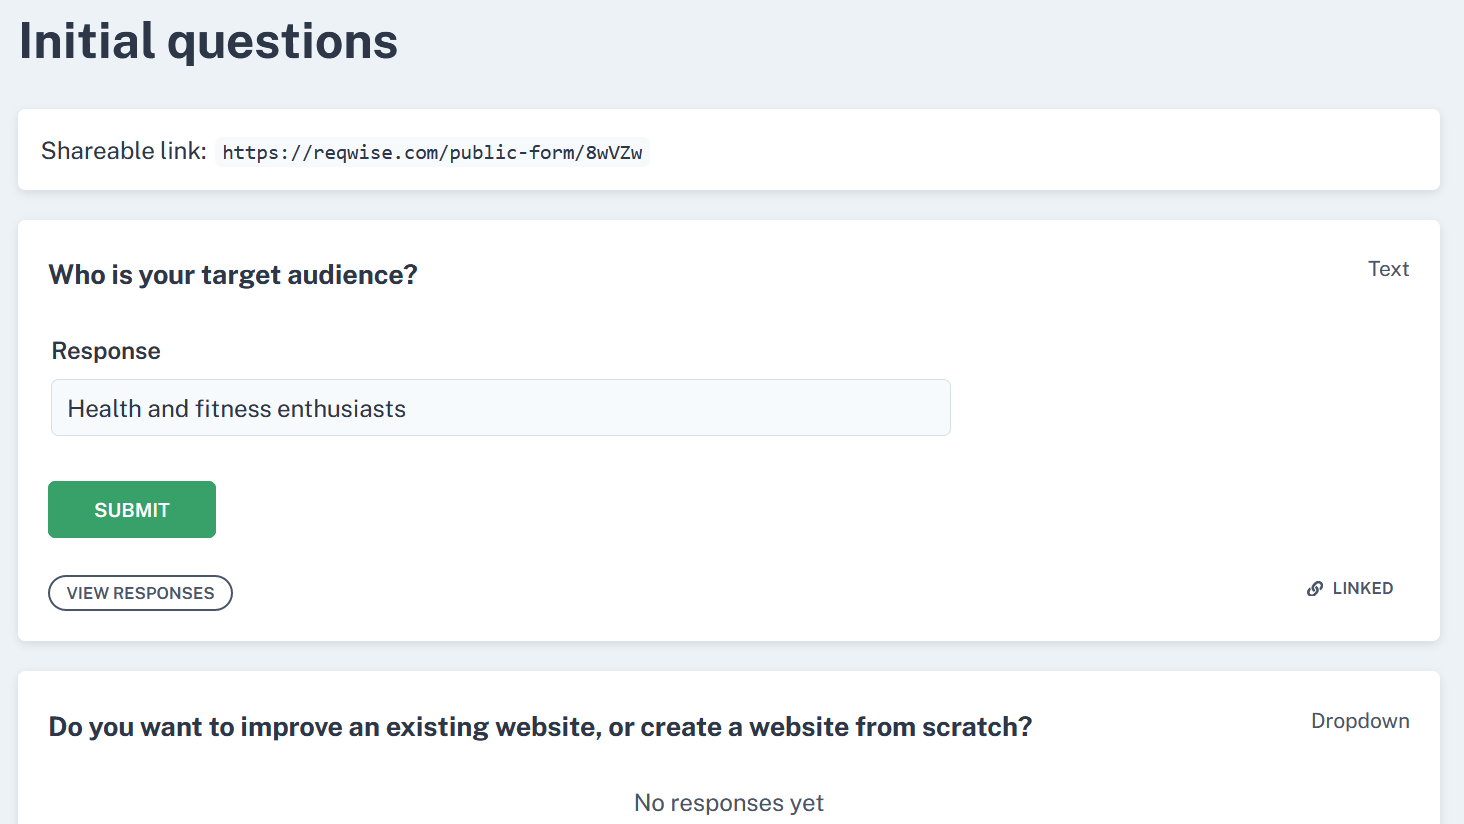 Initial questions
Shareable link: https://reqwise.com/public-form/8wVZw
Who is your target audience?
Text
Response
Health and fitness enthusiasts
SUBMIT
VIEW RESPONSES
LINKED
Do you want to improve an existing website, or create a website from scratch?
Dropdown
No responses yet